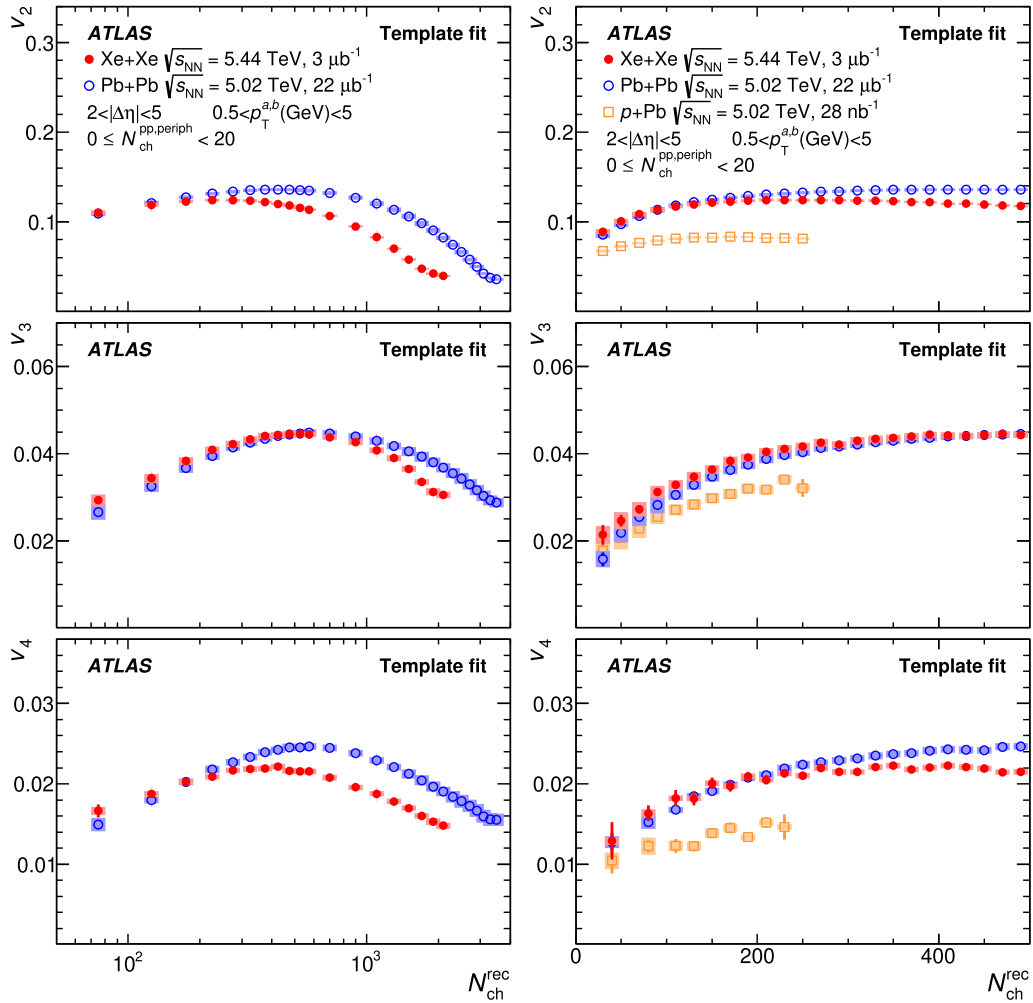 v2
0.3
0.2
0.1
ATLAS Template fit
Xe+Xe √sNN = 5.44 TeV, 3 μb-1
Pb+Pb √sNN = 5.02 TeV, 22 μb-1
2<|Δη|<5 0.5<pTa,b(GeV)<5
0 ≤ Nchpp,periph < 20
v2
0.3
0.2
0.1
ATLAS Template fit
Xe+Xe √sNN = 5.44 TeV, 3 μb-1
Pb+Pb √sNN = 5.02 TeV, 22 μb-1
p+Pb √sNN = 5.02 TeV, 28 nb-1
2<|Δη|<5 0.5<pTa,b(GeV)<5
0 ≤ Nchpp,periph < 20
v3
0.06
0.04
0.02
ATLAS Template fit
v3
0.06
0.04
0.02
ATLAS Template fit
v4
0.03
0.02
0.01
ATLAS Template fit
102 103
Nchrec
v4
0.03
0.02
0.01
ATLAS Template fit
0 200 400
Nchrec